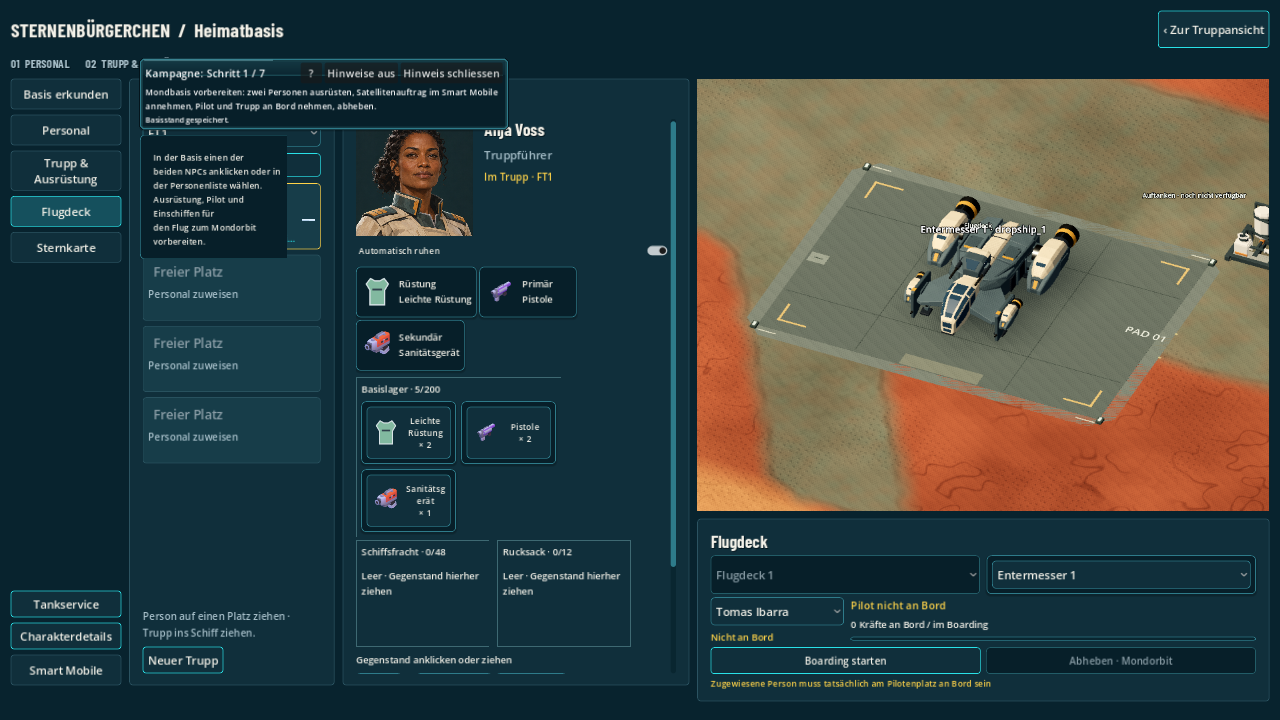 STERNENBÜRGERCHEN / Heimatbasis
‹ Zur Truppansicht
01 PERSONAL
02 TRUPP &
Kampagne: Schritt 1 / 7
?
Hinweise aus
Hinweis schliessen
Mondbasis vorbereiten: zwei Personen ausrüsten, Satellitenauftrag im Smart Mobile
annehmen, Pilot und Trupp an Bord nehmen, abheben.
Basisstand gespeichert.
Basis erkunden
Personal
Trupp &
Ausrüstung
Flugdeck
Sternkarte
FT1
In der Basis einen der
beiden NPCs anklicken oder in
der Personenliste wählen.
Ausrüstung, Pilot und
Einschiffen für
den Flug zum Mondorbit
vorbereiten.
Freier Platz
Personal zuweisen
Freier Platz
Personal zuweisen
Freier Platz
Personal zuweisen
Person auf einen Platz ziehen ·
Trupp ins Schiff ziehen.
Neuer Trupp
Tankservice
Charakterdetails
Smart Mobile
Anja Voss
Truppführer
Im Trupp · FT1
Automatisch ruhen
Rüstung
Leichte Rüstung
Primär
Pistole
Sekundär
Sanitätsgerät
Basislager · 5/200
Leichte
Rüstung
× 2
Pistole
× 2
Sanitätsg
erät
× 1
Schiffsfracht · 0/48
Leer · Gegenstand hierher
ziehen
Rucksack · 0/12
Leer · Gegenstand hierher
ziehen
Gegenstand anklicken oder ziehen
Auftanken · noch nicht verfügbar
Entermesser 1 · dropship_1
PAD 01
Flugdeck
Flugdeck 1
Entermesser 1
Tomas Ibarra
Pilot nicht an Bord
0 Kräfte an Bord / im Boarding
Nicht an Bord
Boarding starten
Abheben · Mondorbit
Zugewiesene Person muss tatsächlich am Pilotenplatz an Bord sein